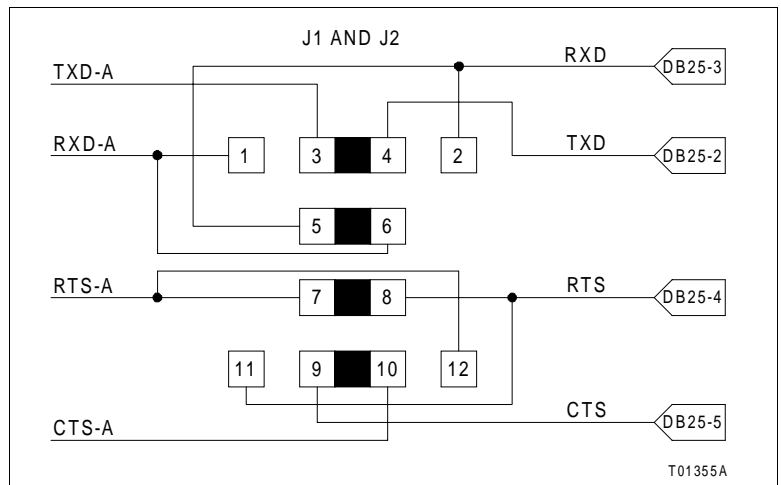 J1 AND J2
RXD
DB25-3
TXD-A
RXD-A
1
3
4
2
TXD
DB25-2
5
6
RTS-A
7
8
RTS
DB25-4
11
9
10
12
CTS-A
CTS
DB25-5
T01355A